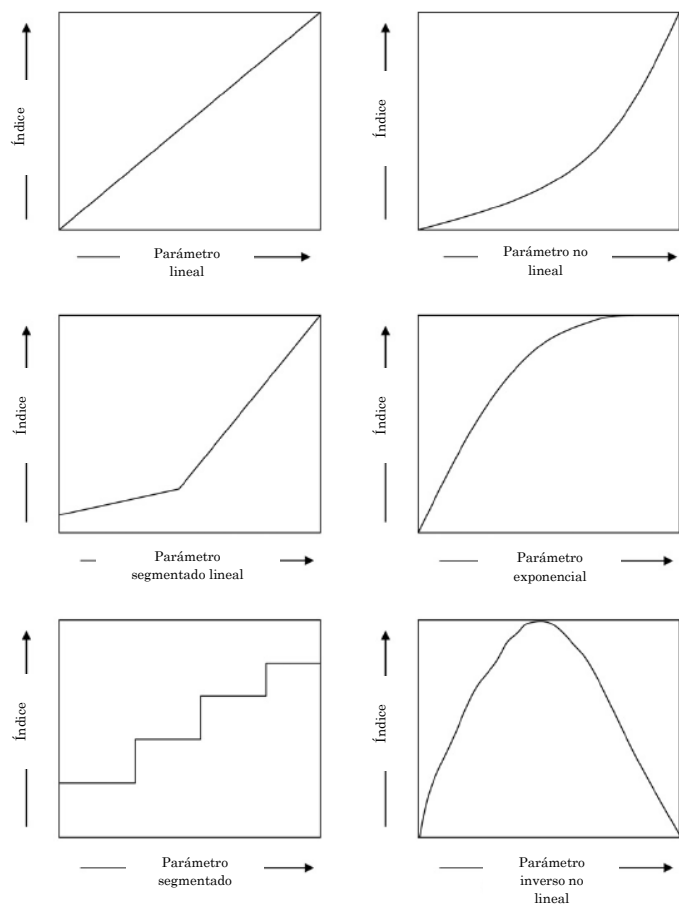 Índice
Parámetro
lineal
Índice
Parámetro no
lineal
Índice
Parámetro
segmentado lineal
Índice
Parámetro
exponencial
Índice
Parámetro
segmentado
Índice
Parámetro
inverso no
lineal